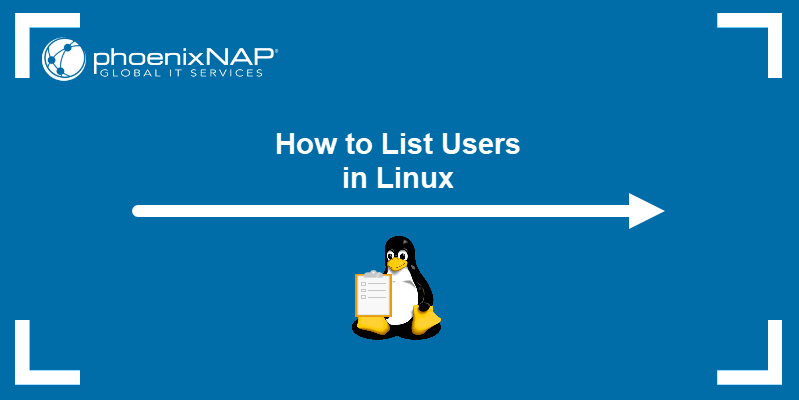 phoenixNAP®
GLOBAL IT SERVICES
How to List Users
in Linux